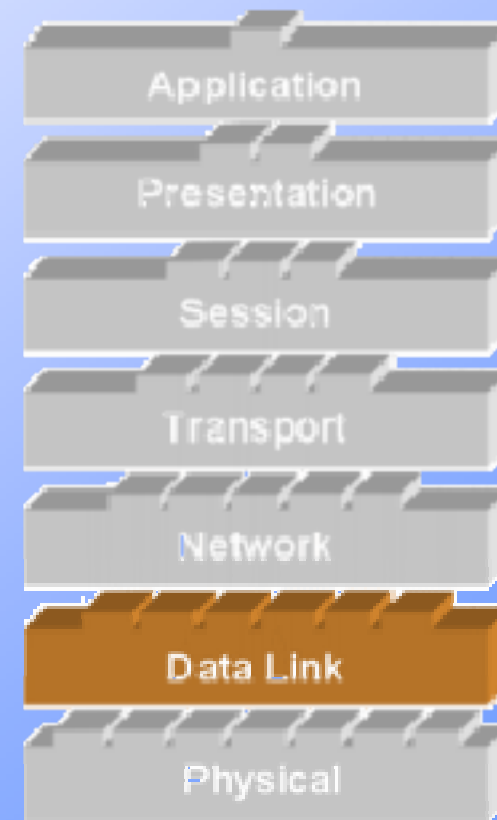 Application
Presentation
Session
Transport
Network
Data Link
Physical